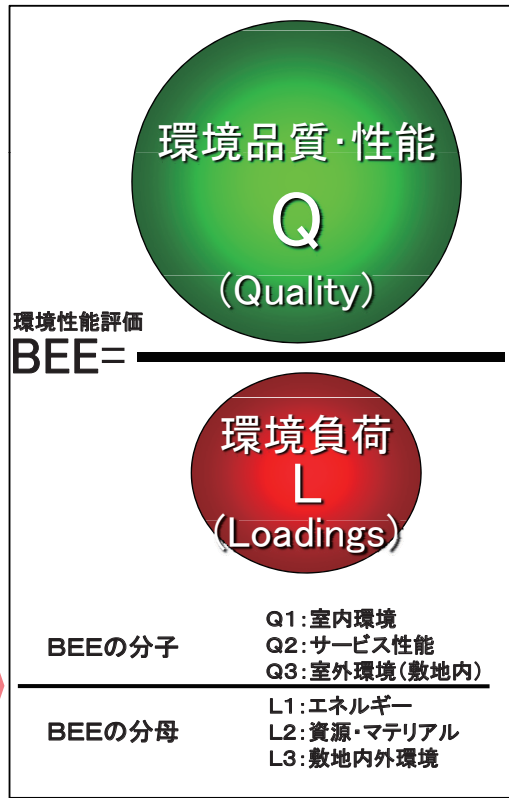 環境品質・性能
Q
(Quality)
環境性能評価
BEE=
環境負荷
L
(Loadings)
BEEの分子
Q1:室内環境
Q2:サービス性能
Q3:室外環境(敷地内)
BEEの分母
L1:エネルギー
L2:資源・マテリアル
L3:敷地内外環境